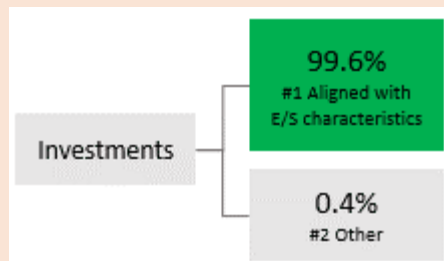 99.6%
#1 Aligned with
E/S characteristics
Investments
0.4%
#2 Other